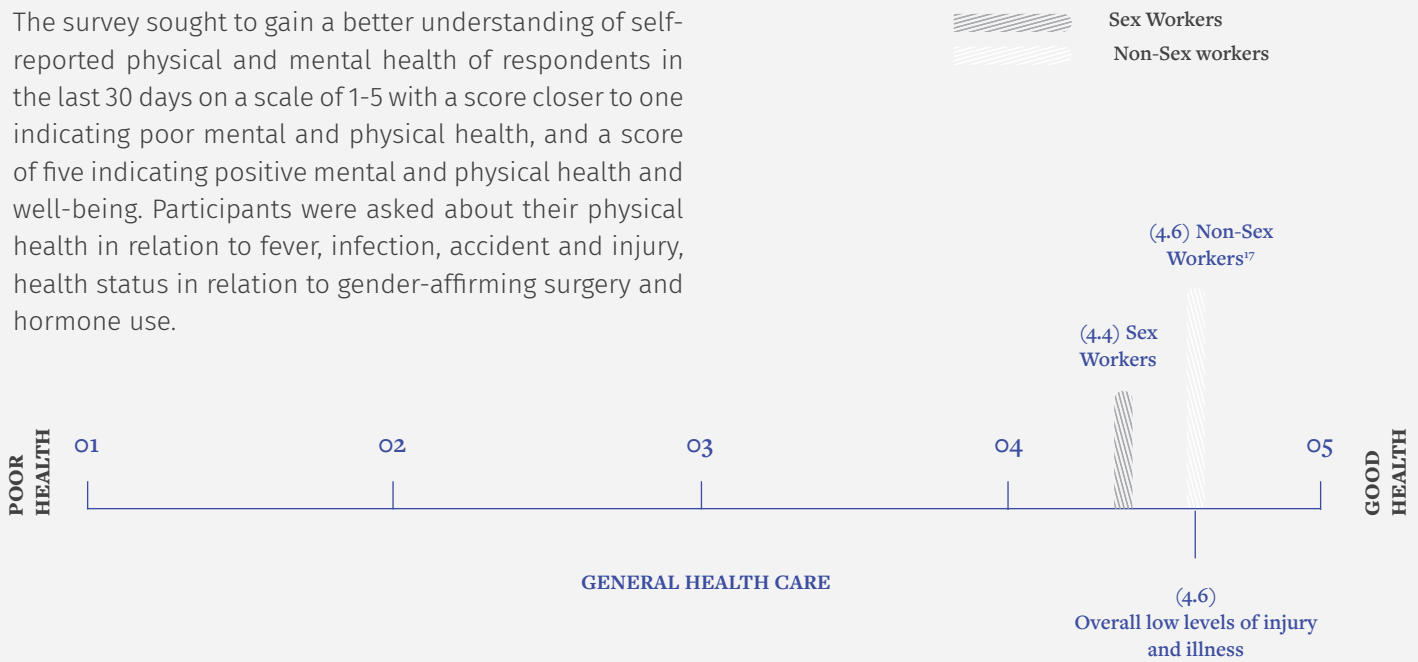 The survey sought to gain a better understanding of self-
reported physical and mental health of respondents in
the last 30 days on a scale of 1-5 with a score closer to one
indicating poor mental and physical health, and a score
of five indicating positive mental and physical health and
well-being. Participants were asked about their physical
health in relation to fever, infection, accident and injury,
health status in relation to gender-affirming surgery and
hormone use.
Sex Workers
Non-Sex workers
(4.6) Non-Sex
Workers¹⁷
(4.4) Sex
Workers
POOR
HEALTH
01
02
03
04
05
GOOD
HEALTH
GENERAL HEALTH CARE
(4.6)
Overall low levels of injury
and illness